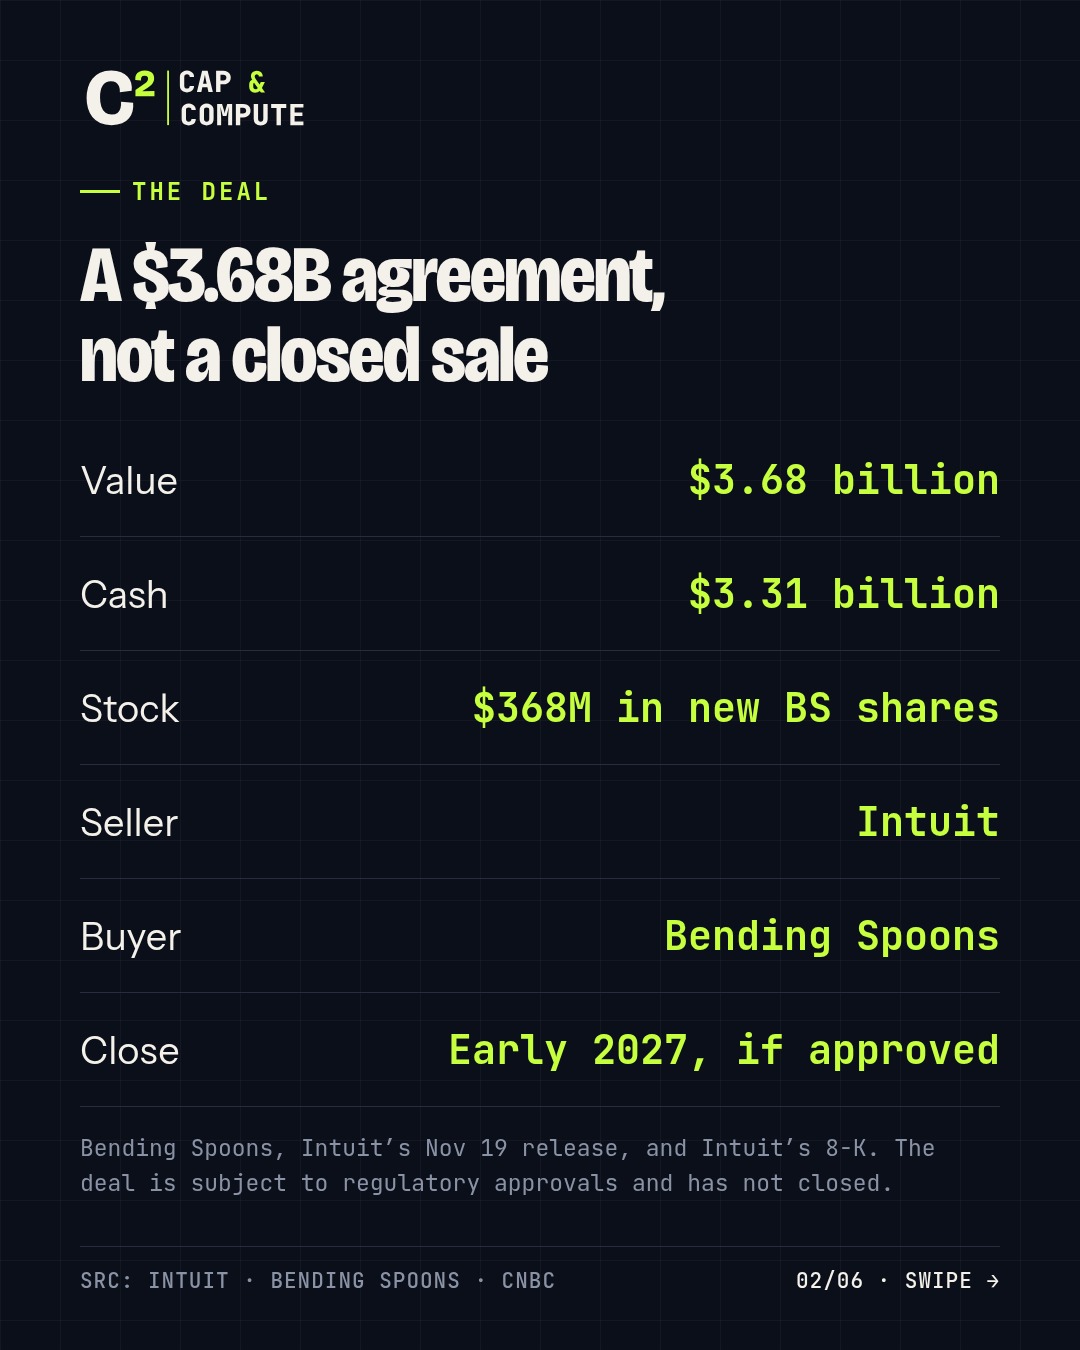 C² CAP &
COMPUTE
THE DEAL
A $3.68B agreement,
not a closed sale
Value $3.68 billion
Cash $3.31 billion
Stock $368M in new BS shares
Seller Intuit
Buyer Bending Spoons
Close Early 2027, if approved
Bending Spoons, Intuit’s Nov 19 release, and Intuit’s 8-K. The
deal is subject to regulatory approvals and has not closed.
SRC: INTUIT · BENDING SPOONS · CNBC 02/06 · SWIPE →